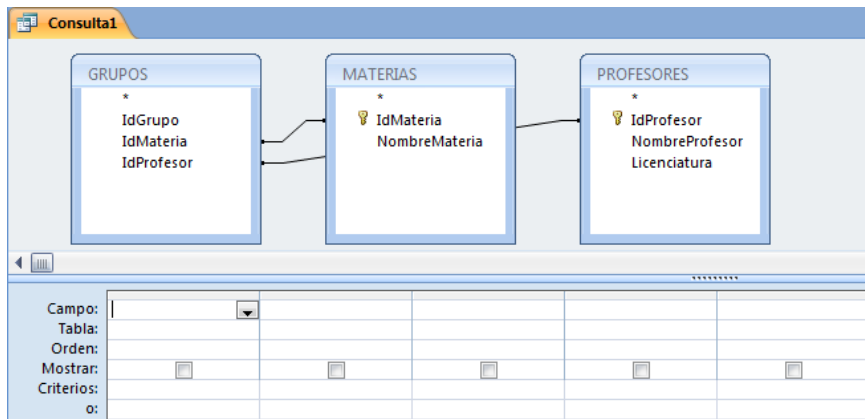 Consulta1
GRUPOS
*
IdGrupo
IdMateria
IdProfesor
MATERIAS
*
IdMateria
NombreMateria
PROFESORES
*
IdProfesor
NombreProfesor
Licenciatura
Campo:
Tabla:
Orden:
Mostrar:
Criterios:
o: